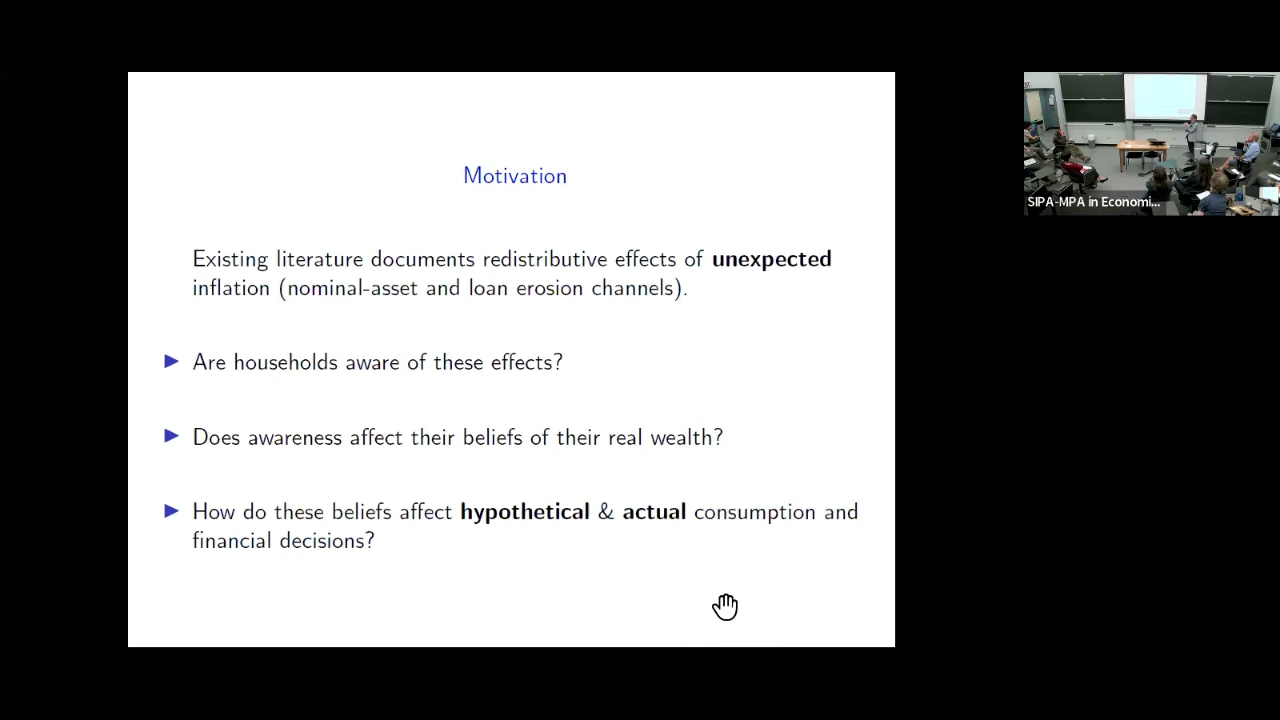 Motivation
Existing literature documents redistributive effects of unexpected
inflation (nominal-asset and loan erosion channels).
▶ Are households aware of these effects?
▶ Does awareness affect their beliefs of their real wealth?
▶ How do these beliefs affect hypothetical & actual consumption and
financial decisions?
SIPA-MPA in Economi...